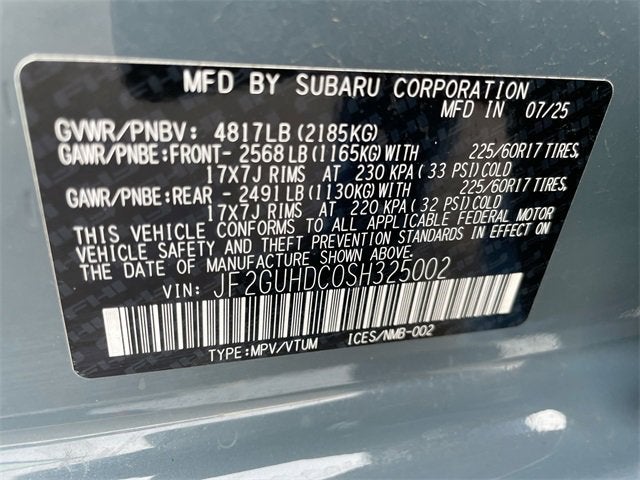 MFD BY SUBARU CORPORATION
MFD IN 07/25
GVWR/PNBV: 4817LB (2185KG)
GAWR/PNBE:FRONT- 2568 LB (1165KG) WITH 225/60R17 TIRES,
17X7J RIMS AT 230 KPA ( 33 PSI) COLD
GAWR/PNBE:REAR - 2491 LB (1130KG) WITH 225/60R17 TIRES,
17X7J RIMS AT 220 KPA ( 32 PSI) COLD
THIS VEHICLE CONFORMS TO ALL APPLICABLE FEDERAL MOTOR
VEHICLE SAFETY AND THEFT PREVENTION STANDARDS IN EFFECT ON
THE DATE OF MANUFACTURE SHOWN ABOVE.
VIN: JF2GUHDC0SH325002
TYPE:MPV/VTUM ICES/NMB-002